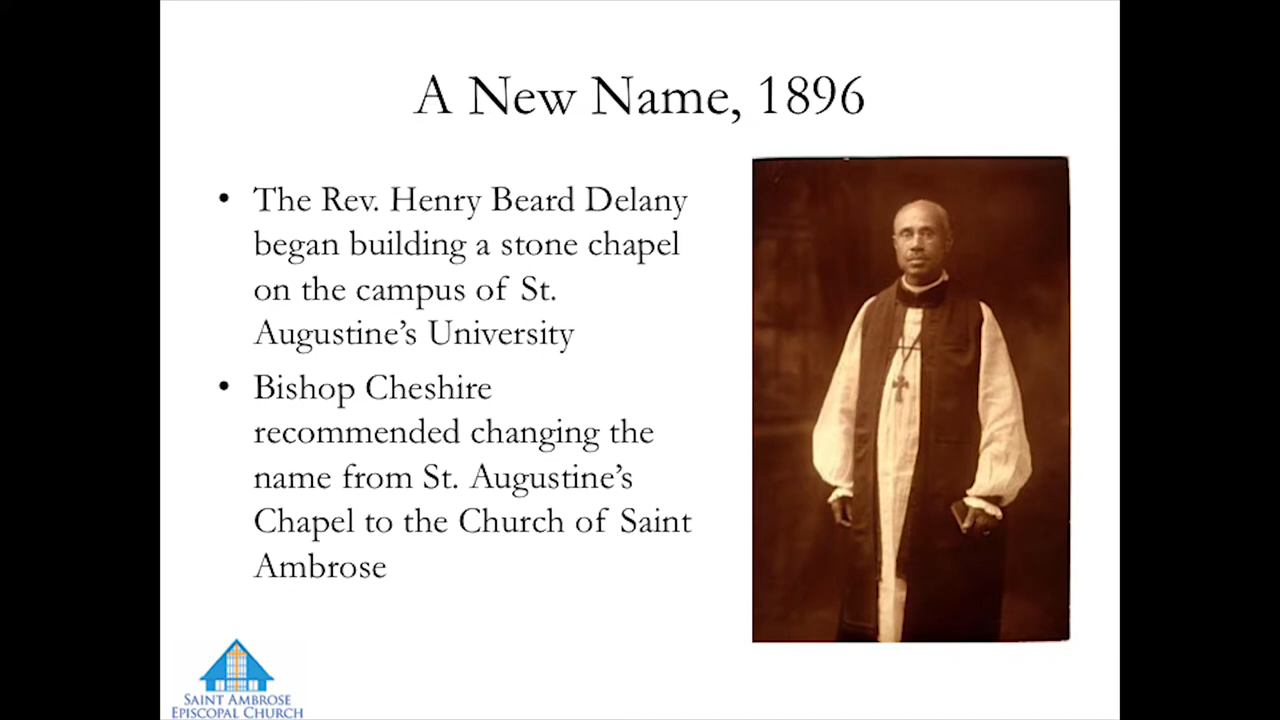 A New Name, 1896
• The Rev. Henry Beard Delany
began building a stone chapel
on the campus of St.
Augustine’s University
• Bishop Cheshire
recommended changing the
name from St. Augustine’s
Chapel to the Church of Saint
Ambrose
SAINT AMBROSE
EPISCOPAL CHURCH